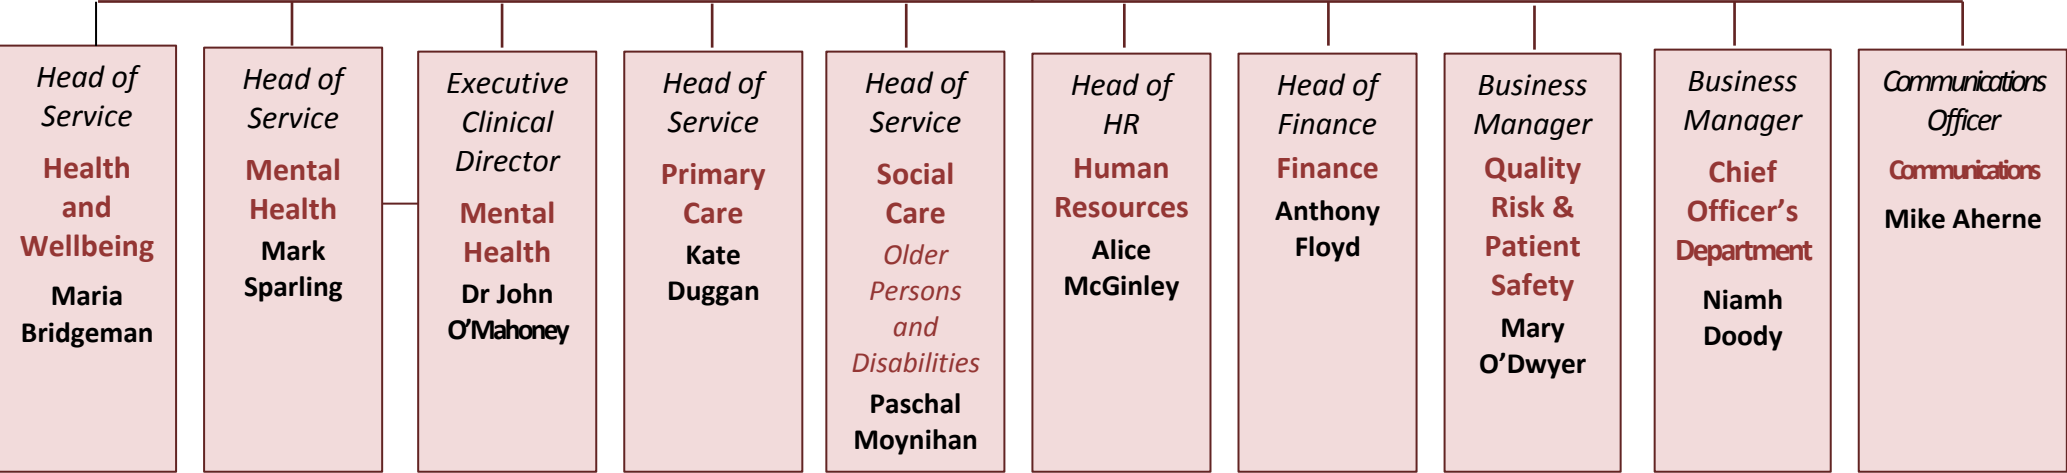 Head of
Service
Health
and
Wellbeing
Maria
Bridgeman
Head of
Service
Mental
Health
Mark
Sparling
Executive
Clinical
Director
Mental
Health
Dr John
O’Mahoney
Head of
Service
Primary
Care
Kate
Duggan
Head of
Service
Social
Care
Older
Persons
and
Disabilities
Paschal
Moynihan
Head of
HR
Human
Resources
Alice
McGinley
Head of
Finance
Finance
Anthony
Floyd
Business
Manager
Quality
Risk &
Patient
Safety
Mary
O’Dwyer
Business
Manager
Chief
Officer’s
Department
Niamh
Doody
Communications
Officer
Communications
Mike Aherne